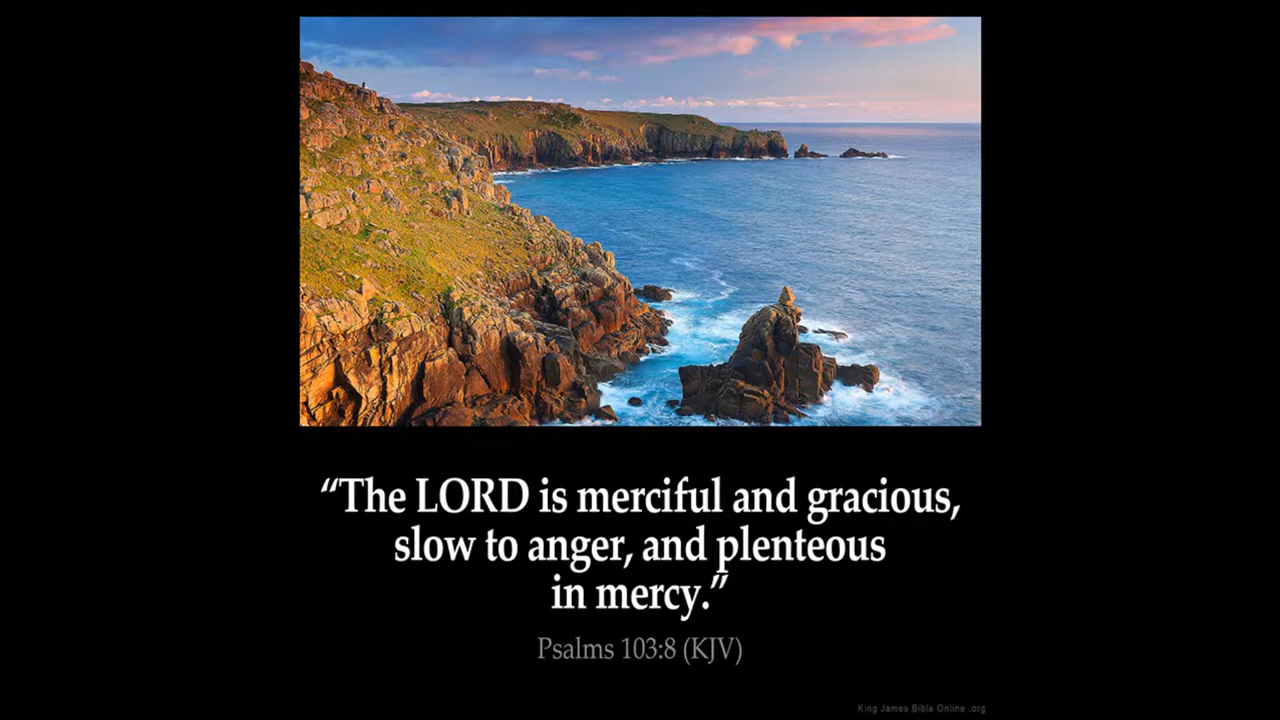 “The LORD is merciful and gracious,
slow to anger, and plenteous
in mercy.”
Psalms 103:8 (KJV)
King James Bible Online .org